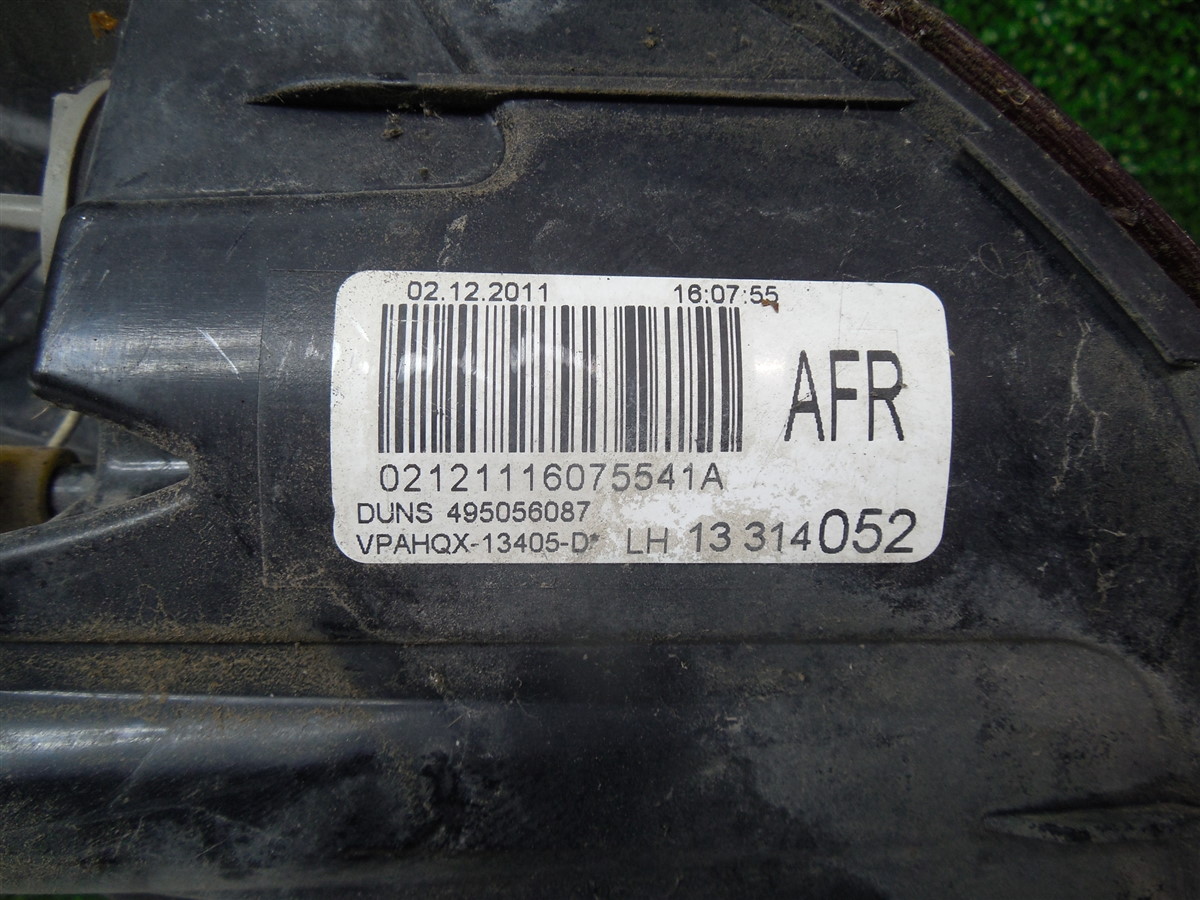 02.12.2011 16:07:55
AFR
02121116075541A
DUNS 495056087
VPAHQX-13405-D* LH 13 314052